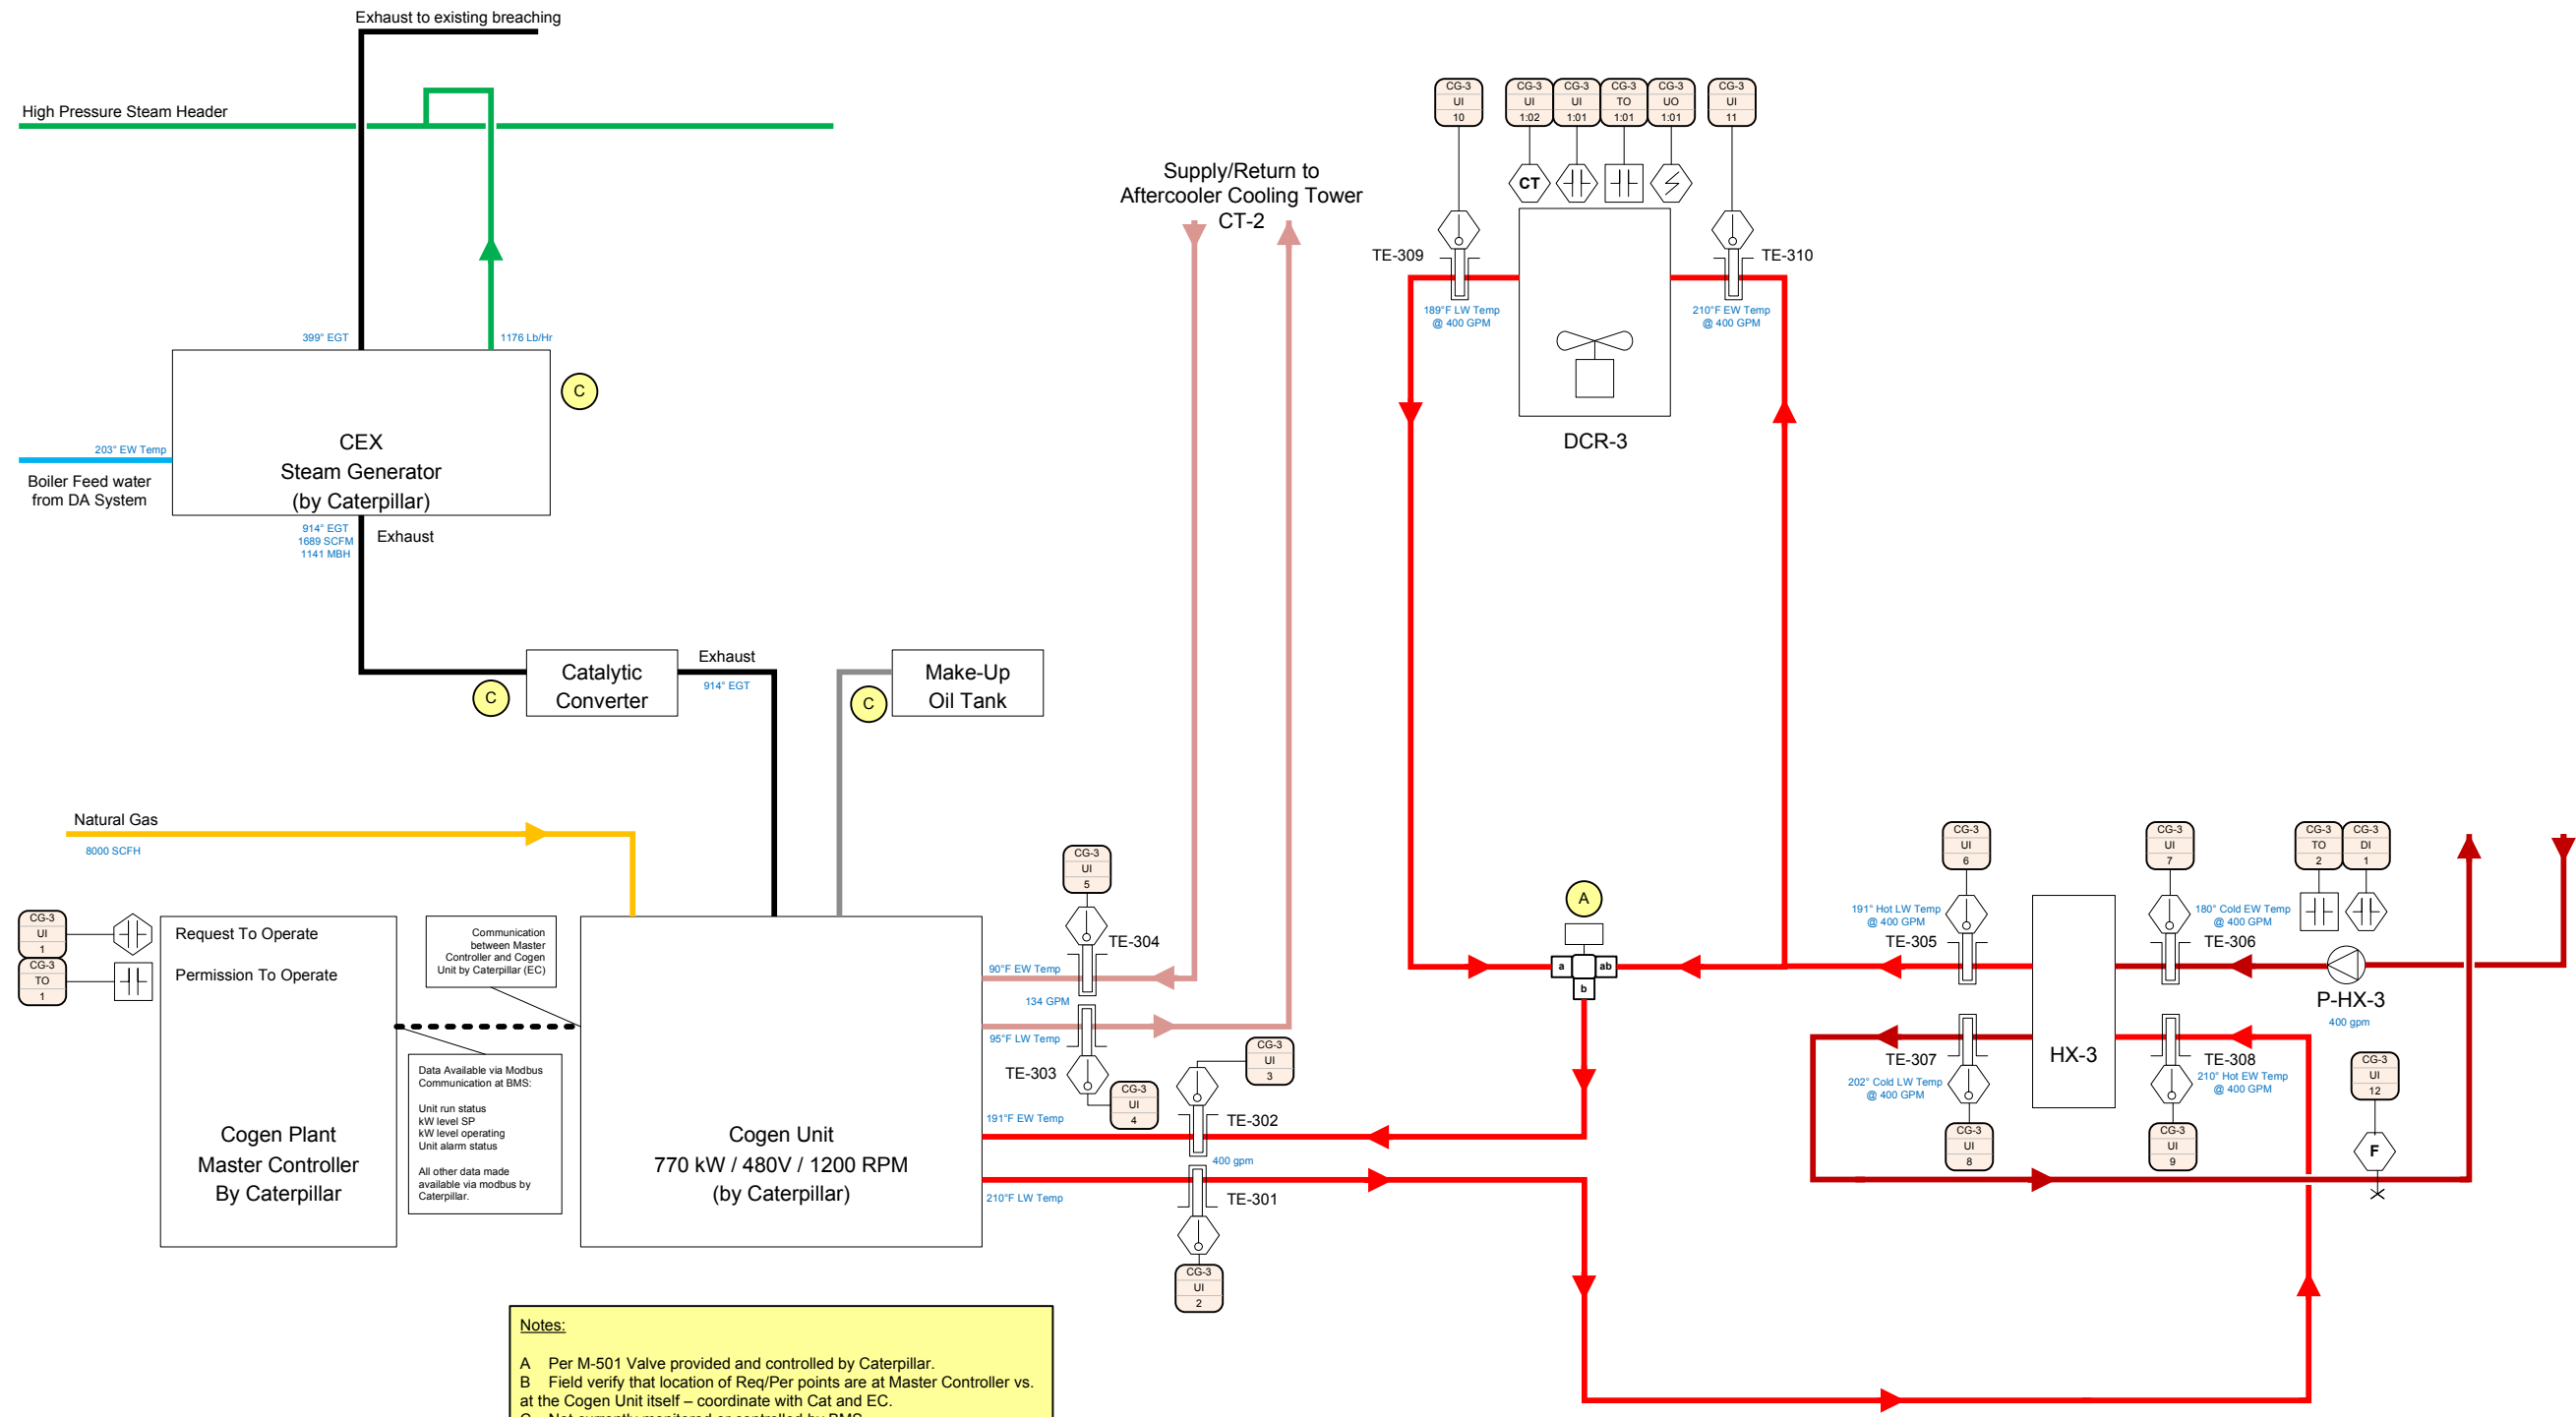 Exhaust to existing breaching
High Pressure Steam Header
399° EGT
1176 Lb/Hr
C
203° EW Temp
Boiler Feed water
from DA System
CEX
Steam Generator
(by Caterpillar)
914° EGT
1689 SCFM
1141 MBH
Exhaust
Catalytic
Converter
C
Exhaust
914° EGT
Make-Up
Oil Tank
C
Natural Gas
8000 SCFH
CG-3
UI
1
Request To Operate
CG-3
TO
1
Permission To Operate
Cogen Plant
Master Controller
By Caterpillar
Communication
between Master
Controller and Cogen
Unit by Caterpillar (EC)
Data Available via Modbus
Communication at BMS:
Unit run status
kW level SP
kW level operating
Unit alarm status
All other data made
available via modbus by
Caterpillar.
Cogen Unit
770 kW / 480V / 1200 RPM
(by Caterpillar)
Supply/Return to
Aftercooler Cooling Tower
CT-2
CG-3
UI
5
TE-304
90°F EW Temp
134 GPM
95°F LW Temp
TE-303
CG-3
UI
4
CG-3
UI
3
191°F EW Temp
TE-302
400 gpm
210°F LW Temp
TE-301
CG-3
UI
2
CG-3
UI
10
CG-3
UI
1:02
CG-3
UI
1:01
CG-3
TO
1:01
CG-3
UO
1:01
CG-3
UI
11
CT
TE-309
TE-310
189°F LW Temp
@ 400 GPM
210°F EW Temp
@ 400 GPM
DCR-3
A
a
ab
b
CG-3
UI
6
CG-3
UI
7
CG-3
TO
2
CG-3
DI
1
191° Hot LW Temp
@ 400 GPM
TE-305
180° Cold EW Temp
@ 400 GPM
TE-306
P-HX-3
400 gpm
HX-3
TE-307
202° Cold LW Temp
@ 400 GPM
TE-308
210° Hot EW Temp
@ 400 GPM
CG-3
UI
8
CG-3
UI
9
CG-3
UI
12
F
Notes:
A Per M-501 Valve provided and controlled by Caterpillar.
B Field verify that location of Req/Per points are at Master Controller vs.
at the Cogen Unit itself – coordinate with Cat and EC.
C Not currently monitored or controlled by BMS